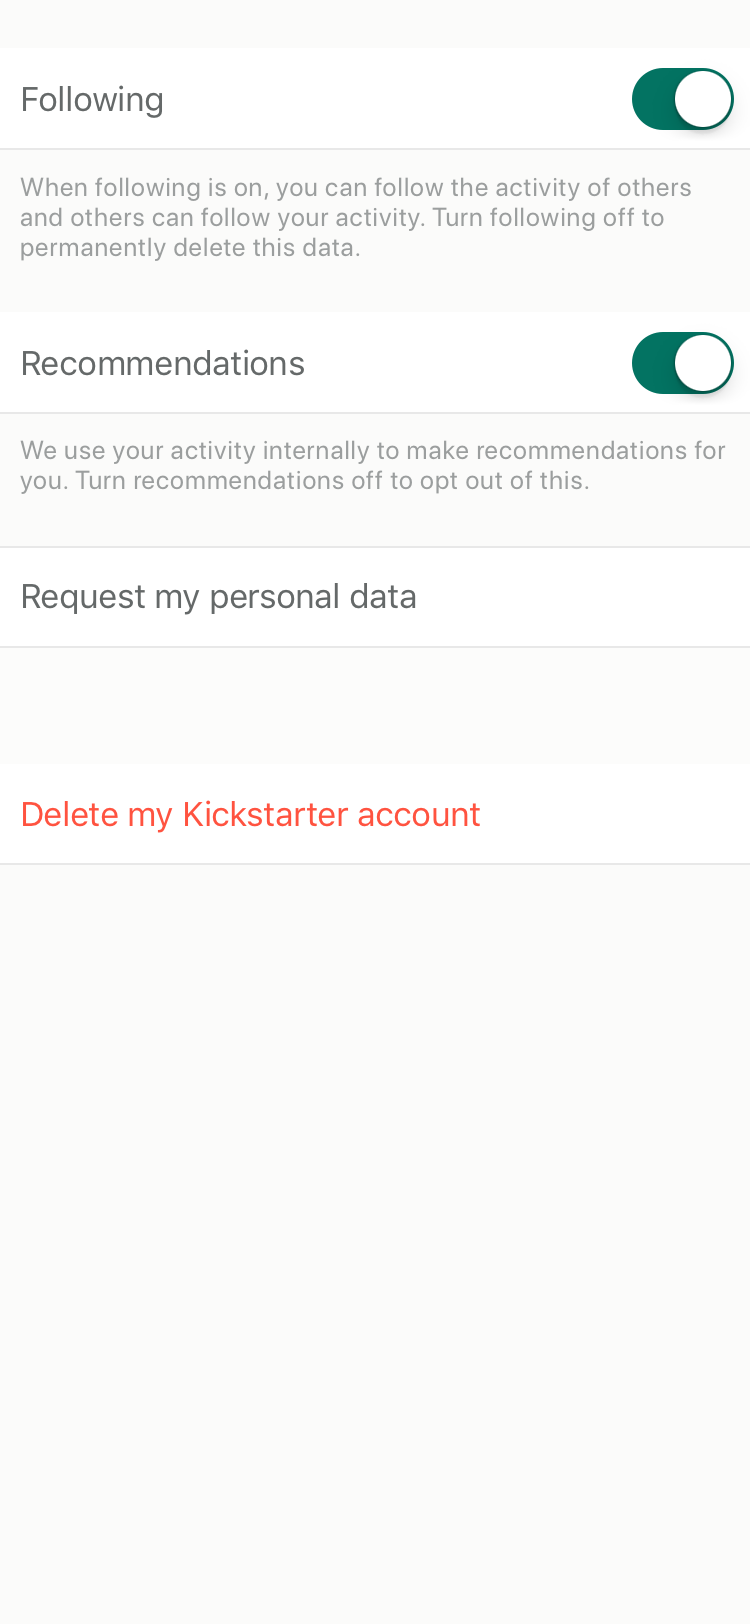 Following
When following is on, you can follow the activity of others
and others can follow your activity. Turn following off to
permanently delete this data.
Recommendations
We use your activity internally to make recommendations for
you. Turn recommendations off to opt out of this.
Request my personal data
Delete my Kickstarter account